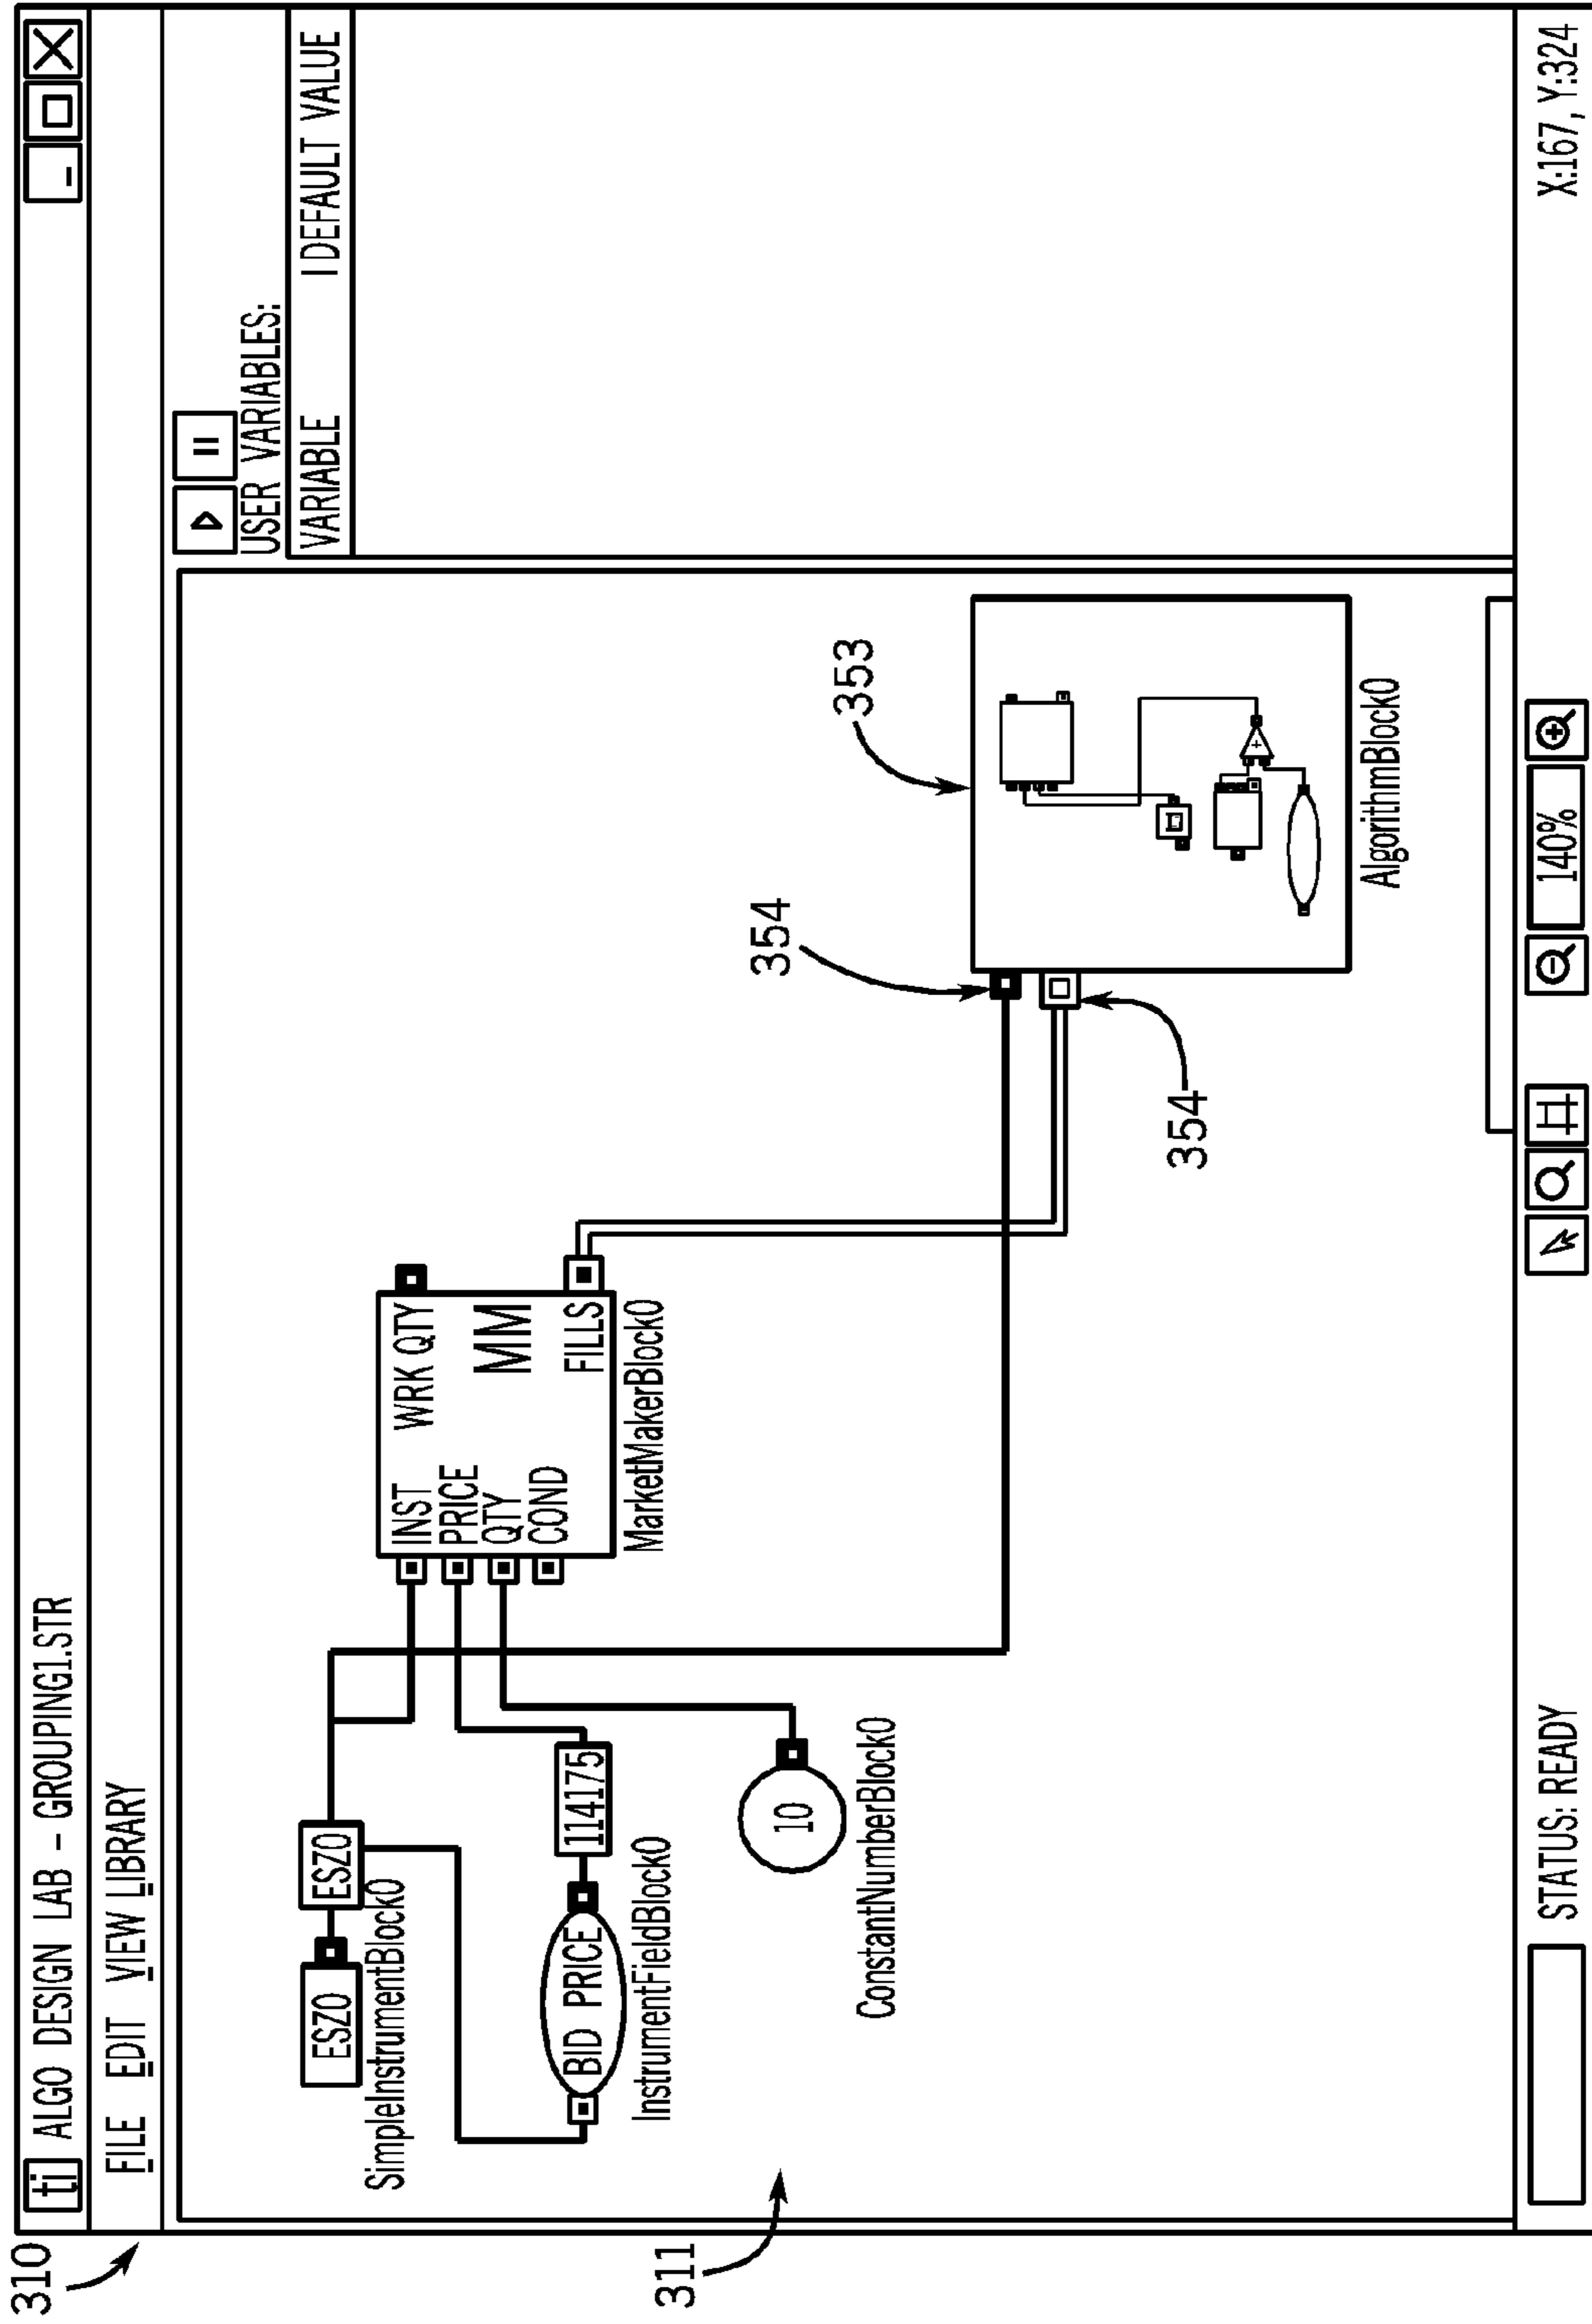 310
ti ALGO DESIGN LAB – GROUPING1.STR
FILE EDIT VIEW LIBRARY
USER VARIABLES:
VARIABLE | DEFAULT VALUE
311
ESZ0
ESZ0
SimpleInstrumentBlock0
BID PRICE
114175
InstrumentFieldBlock0
10
ConstantNumberBlock0
INST WRK QTY
PRICE
QTY MM
COND FILLS
MarketMakerBlock0
354
354
353
+
AlgorithmBlock0
STATUS: READY
140%
X:167, Y:324